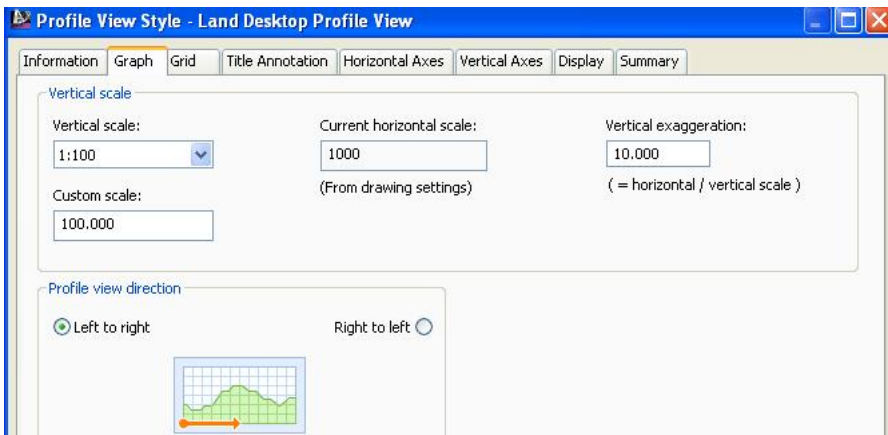 Profile View Style - Land Desktop Profile View
Information Graph Grid Title Annotation Horizontal Axes Vertical Axes Display Summary
Vertical scale
Vertical scale: Current horizontal scale: Vertical exaggeration:
1:100 1000 10.000
(From drawing settings) ( = horizontal / vertical scale )
Custom scale:
100.000
Profile view direction
Left to right Right to left